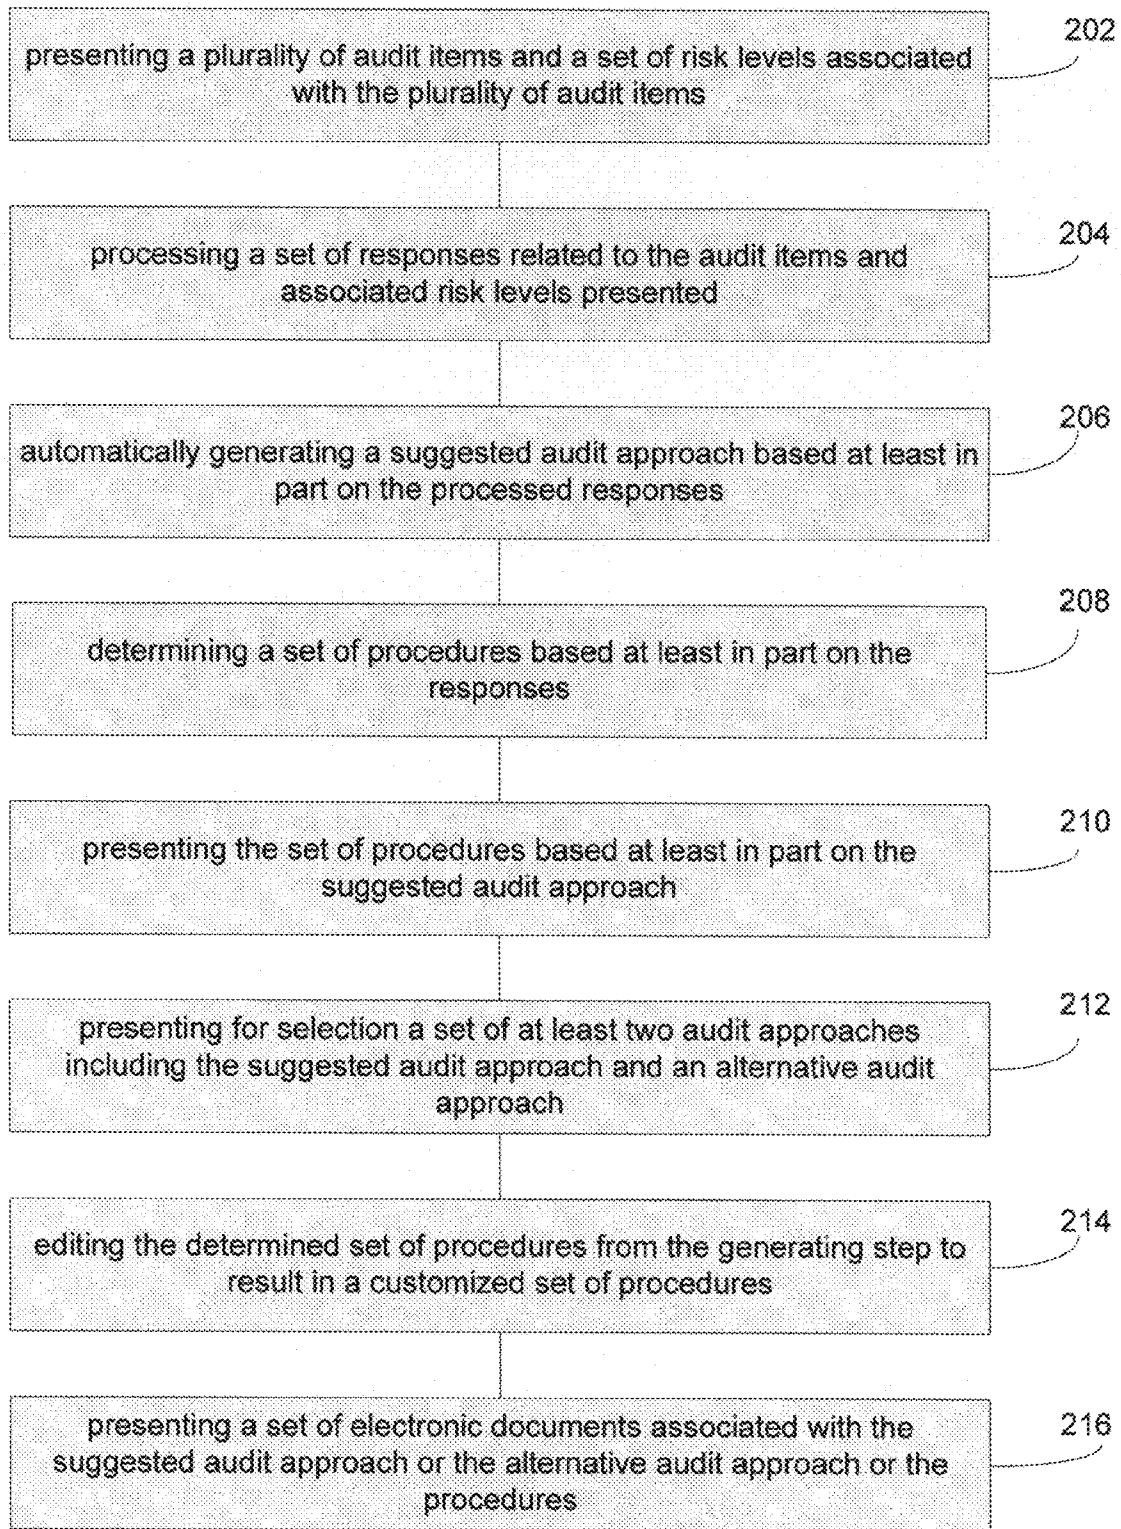 202
presenting a plurality of audit items and a set of risk levels associated
with the plurality of audit items
204
processing a set of responses related to the audit items and
associated risk levels presented
206
automatically generating a suggested audit approach based at least in
part on the processed responses
208
determining a set of procedures based at least in part on the
responses
210
presenting the set of procedures based at least in part on the
suggested audit approach
212
presenting for selection a set of at least two audit approaches
including the suggested audit approach and an alternative audit
approach
214
editing the determined set of procedures from the generating step to
result in a customized set of procedures
216
presenting a set of electronic documents associated with the
suggested audit approach or the alternative audit approach or the
procedures